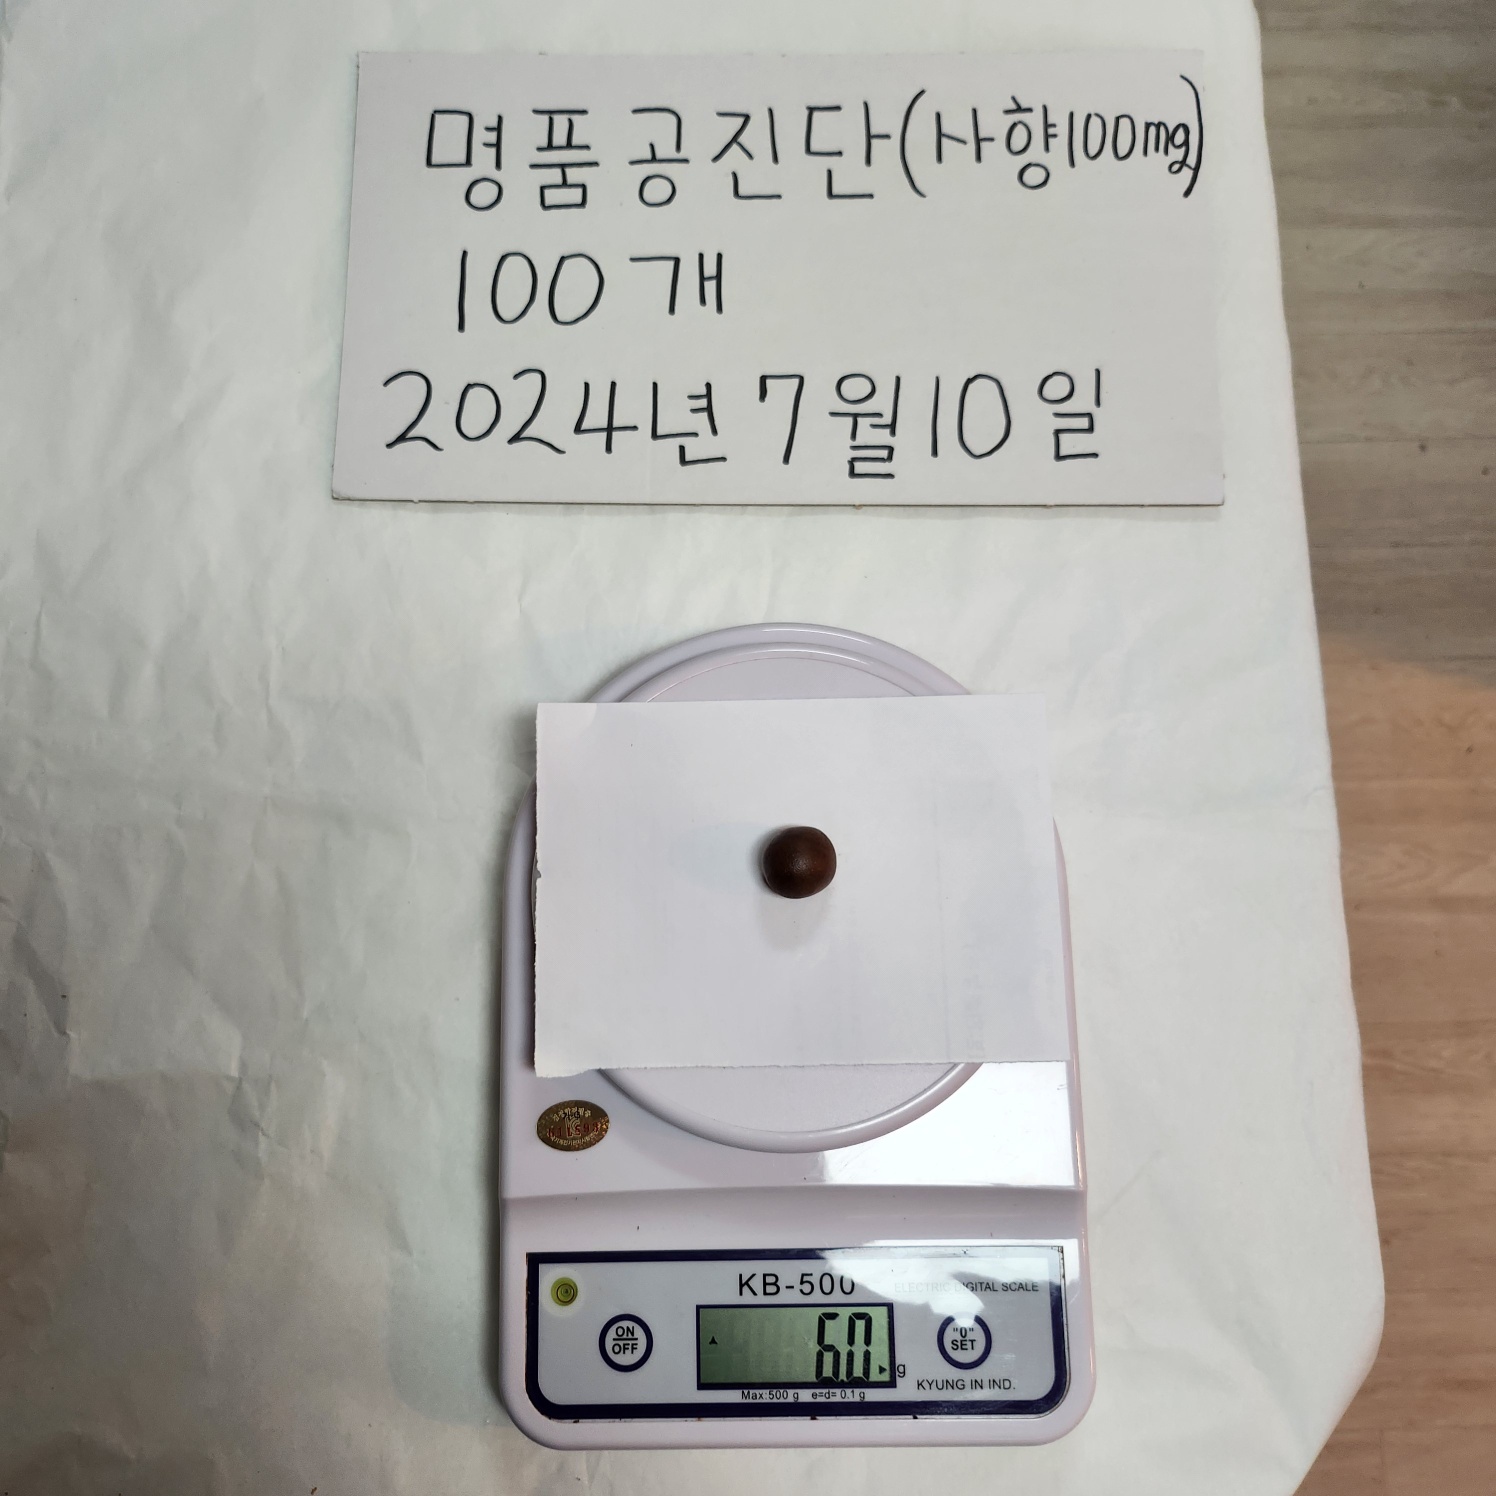 명품공진단(사향100mg)
100개
2024년 7월 10일
KB-500
ELECTRIC DIGITAL SCALE
ON
OFF
6.0 g
"0"
SET
KYUNG IN IND.
Max:500 g e=d= 0.1 g